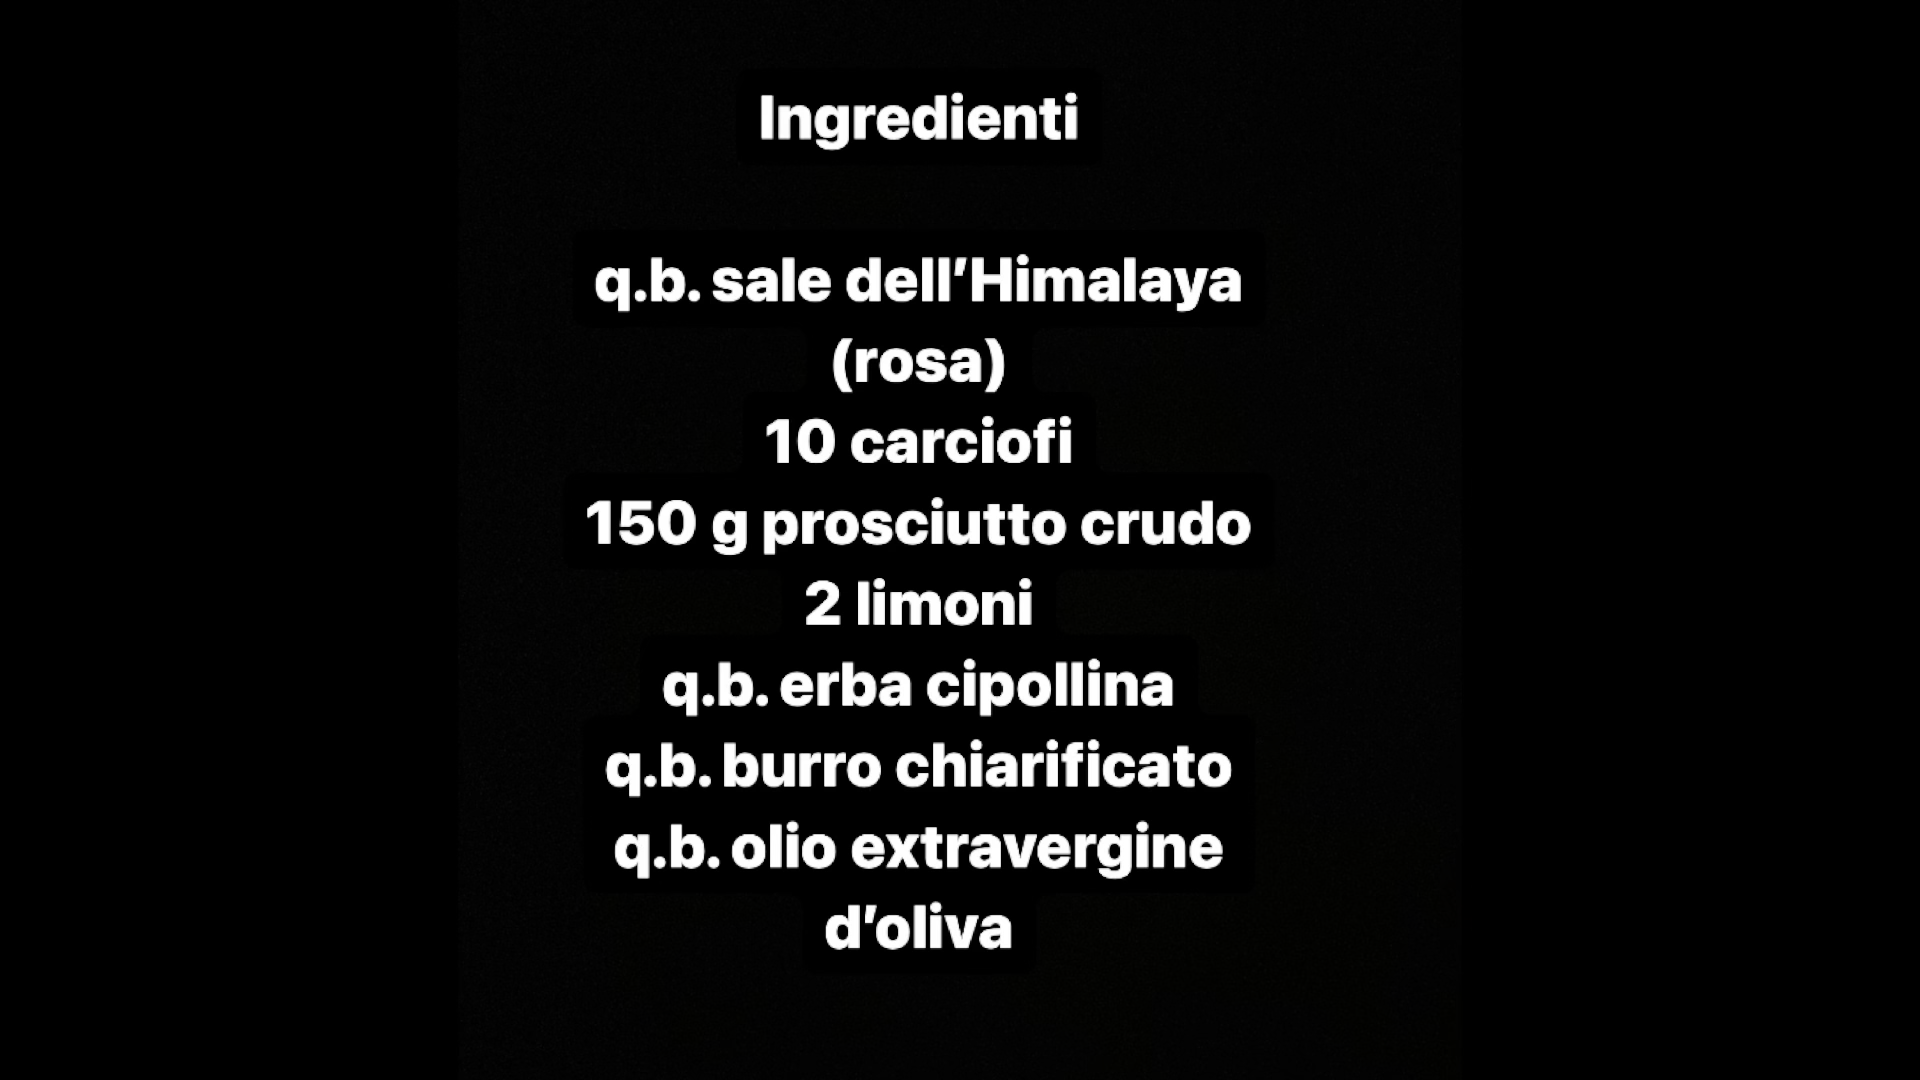 Ingredienti
q.b. sale dell’Himalaya
(rosa)
10 carciofi
150 g prosciutto crudo
2 limoni
q.b. erba cipollina
q.b. burro chiarificato
q.b. olio extravergine
d’oliva